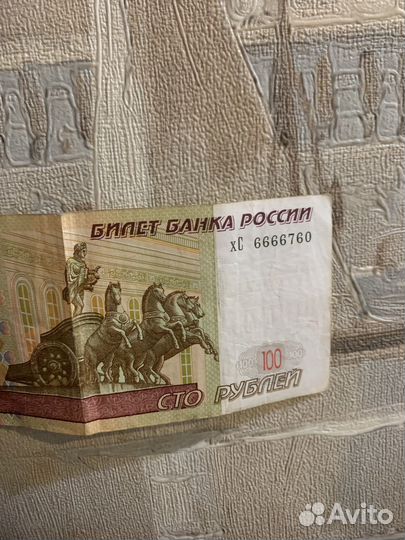 БИЛЕТ БАНКА РОССИИ
хС 6666760
100
СТО РУБЛЕЙ
Avito